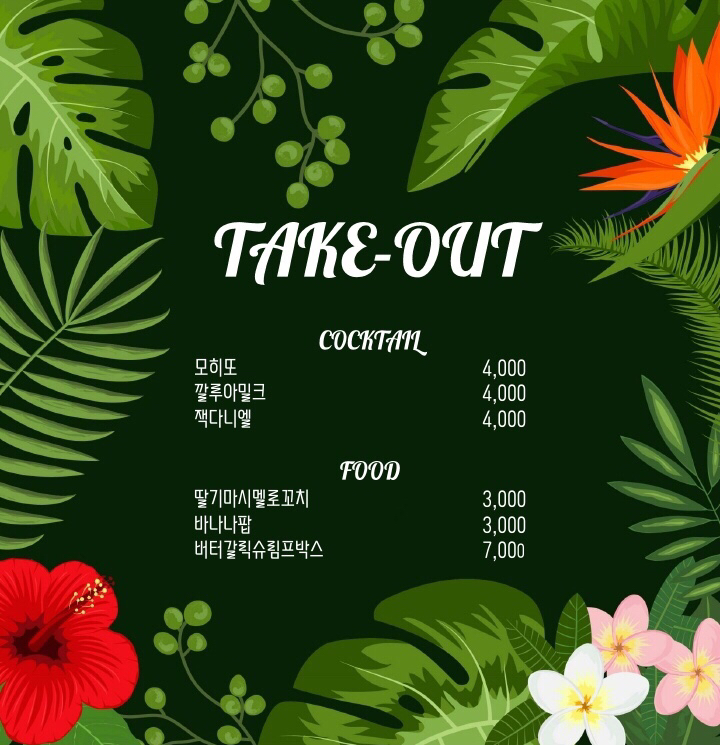 TAKE-OUT
COCKTAIL
모히또 4,000
깔루아밀크 4,000
잭다니엘 4,000
FOOD
딸기마시멜로꼬치 3,000
바나나팝 3,000
버터갈릭슈림프박스 7,000